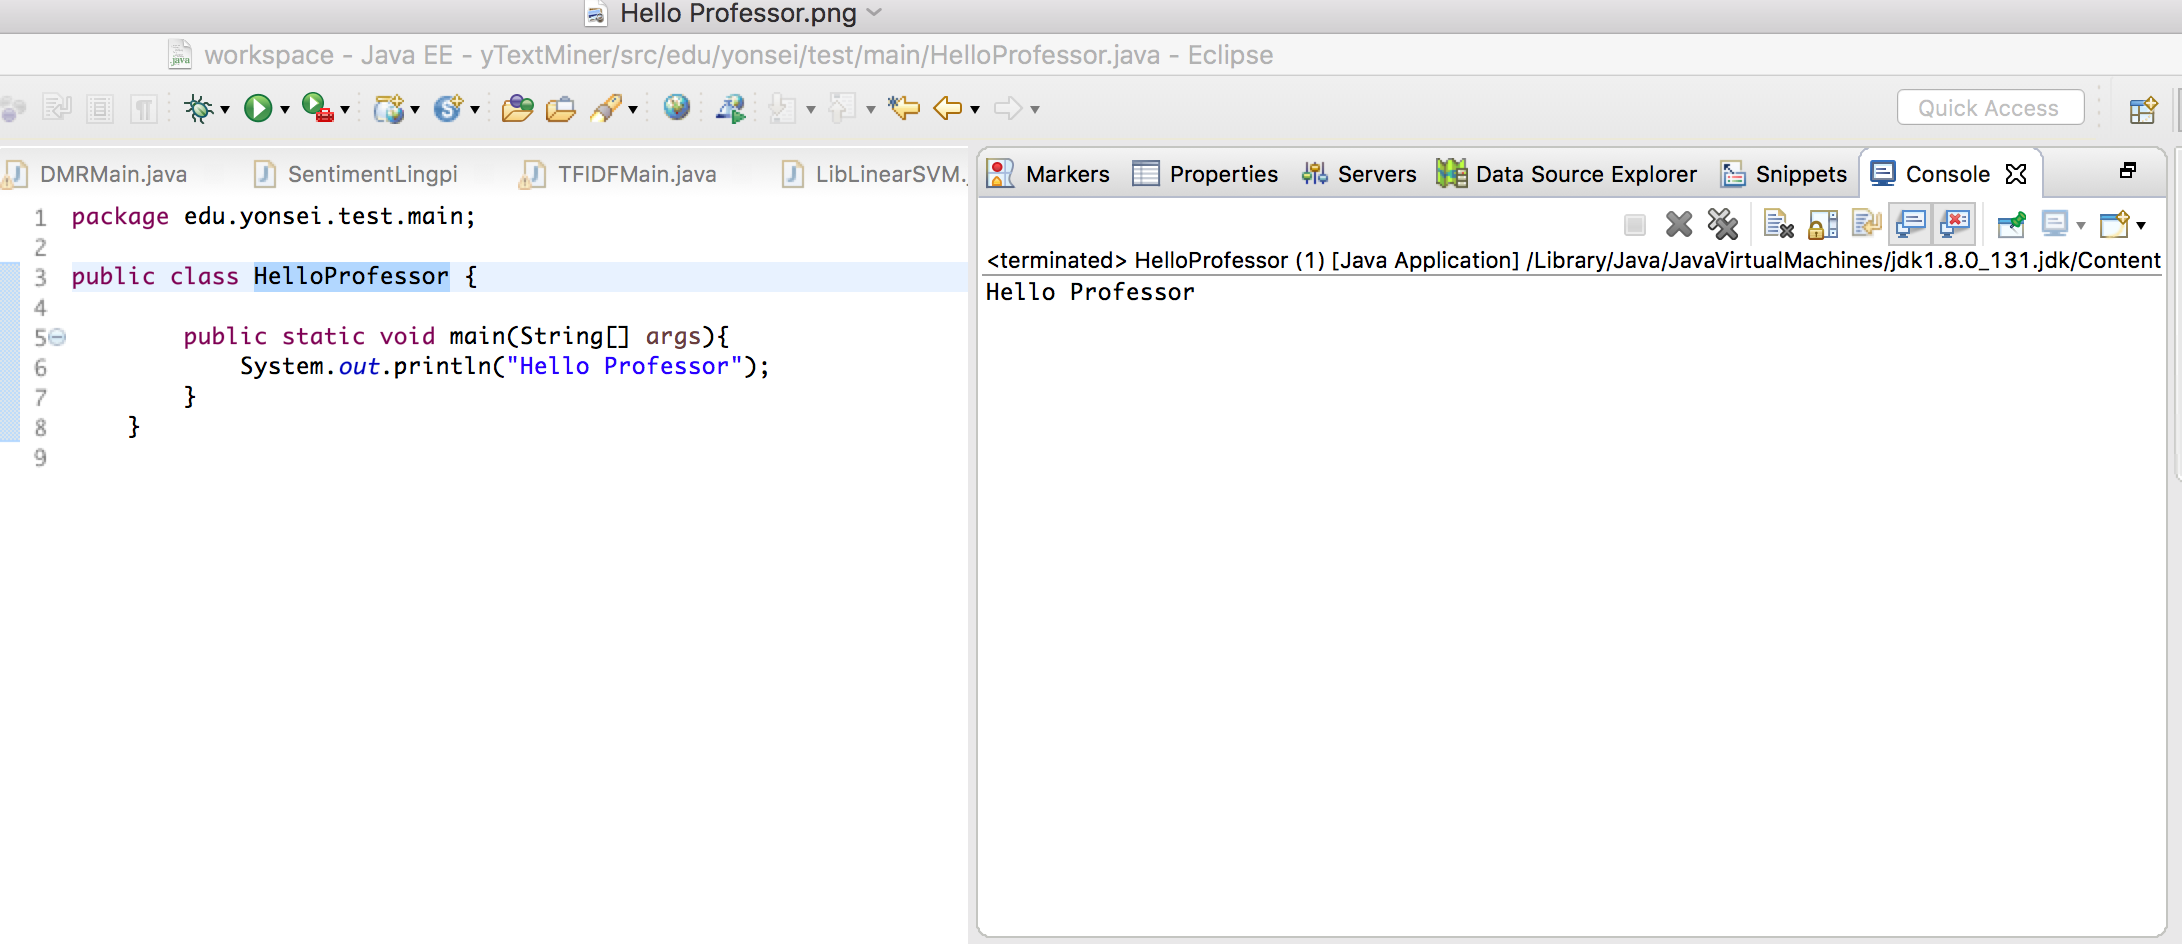 Hello Professor.png
workspace - Java EE - yTextMiner/src/edu/yonsei/test/main/HelloProfessor.java - Eclipse
Quick Access
DMRMain.java SentimentLingpi TFIDFMain.java LibLinearSVM.
Markers Properties Servers Data Source Explorer Snippets Console
1 package edu.yonsei.test.main;
2
3 public class HelloProfessor {
4
5 public static void main(String[] args){
6 System.out.println("Hello Professor");
7 }
8 }
9
<terminated> HelloProfessor (1) [Java Application] /Library/Java/JavaVirtualMachines/jdk1.8.0_131.jdk/Content
Hello Professor